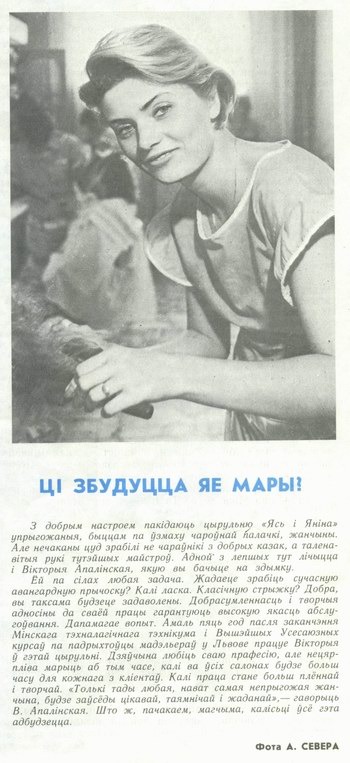 ЦІ ЗБУДУЦЦА ЯЕ МАРЫ?
З добрым настроем пакідаюць цырульню «Ясь і Яніна»
упрыгожаныя, быццам па ўзмаху чароўнай палачкі, жанчыны.
Але нечаканы цуд зрабілі не чараўнікі з добрых казак, а тале-
вітыя рукі тутэйшых майстроў. Адной з лепшых тут лічыцца
і Вікторыя Апалінская, якую вы бачыце на здымку.
Ёй па сілах любая задача. Жадаеце зрабіць сучасную
авангардную прычоску? Калі ласка. Класічную стрыжку? Добра,
вы таксама будзеце задаволены. Добрасумленнасць і творчыя
адносіны да сваёй працы гарантуюць высокую якасць абслу-
гоўвання. Дапамагае вопыт. Амаль пяць год пасля заканчэння
Мінскага тэхналагічнага тэхнікума і Вышэйшых Усесаюзных
курсаў па падрыхтоўцы мадэльераў у Львове працуе Вікторыя
ў гэтай цырульні. Дзяўчына любіць сваю прафесію, але нецяр-
пліва марыць аб тым часе, калі ва ўсіх салонах будзе больш
часу для кожнага з кліентаў. Калі праца стане больш плённай
і творчай. «Толькі тады любая, нават самая непрыгожая жан-
чына, будзе заўсёды цікавай, таямнічай і жаданай»,— гаворыць
В. Апалінская. Што ж, пачакаем, магчыма, калісьці ўсё гэта
адбудзецца.
Фота А. СЕВЕРА